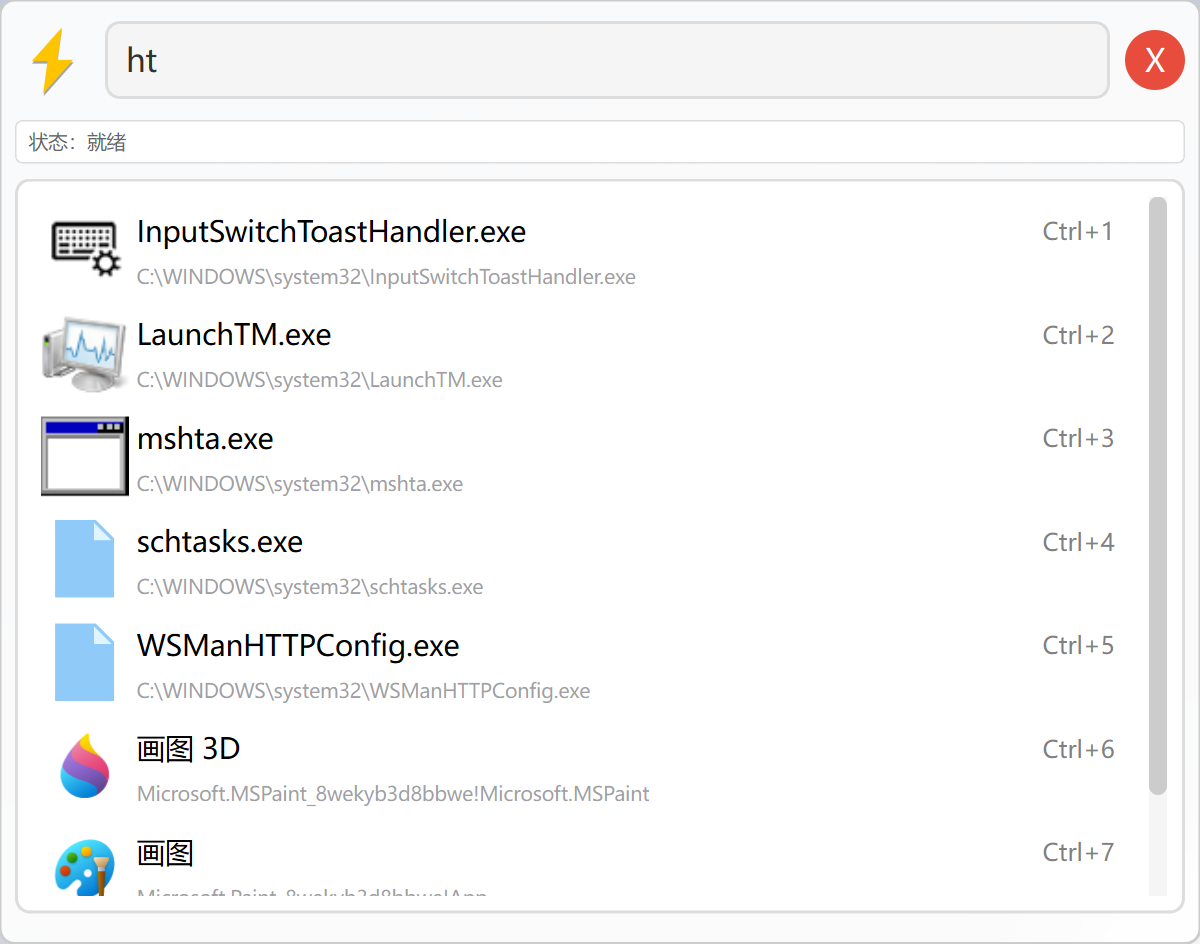 ht
X
状态：就绪
InputSwitchToastHandler.exe
Ctrl+1
C:\WINDOWS\system32\InputSwitchToastHandler.exe
LaunchTM.exe
Ctrl+2
C:\WINDOWS\system32\LaunchTM.exe
mshta.exe
Ctrl+3
C:\WINDOWS\system32\mshta.exe
schtasks.exe
Ctrl+4
C:\WINDOWS\system32\schtasks.exe
WSManHTTPConfig.exe
Ctrl+5
C:\WINDOWS\system32\WSManHTTPConfig.exe
画图 3D
Ctrl+6
Microsoft.MSPaint_8wekyb3d8bbwe!Microsoft.MSPaint
画图
Ctrl+7
Microsoft.Paint_8wekyb3d8bbwe!App